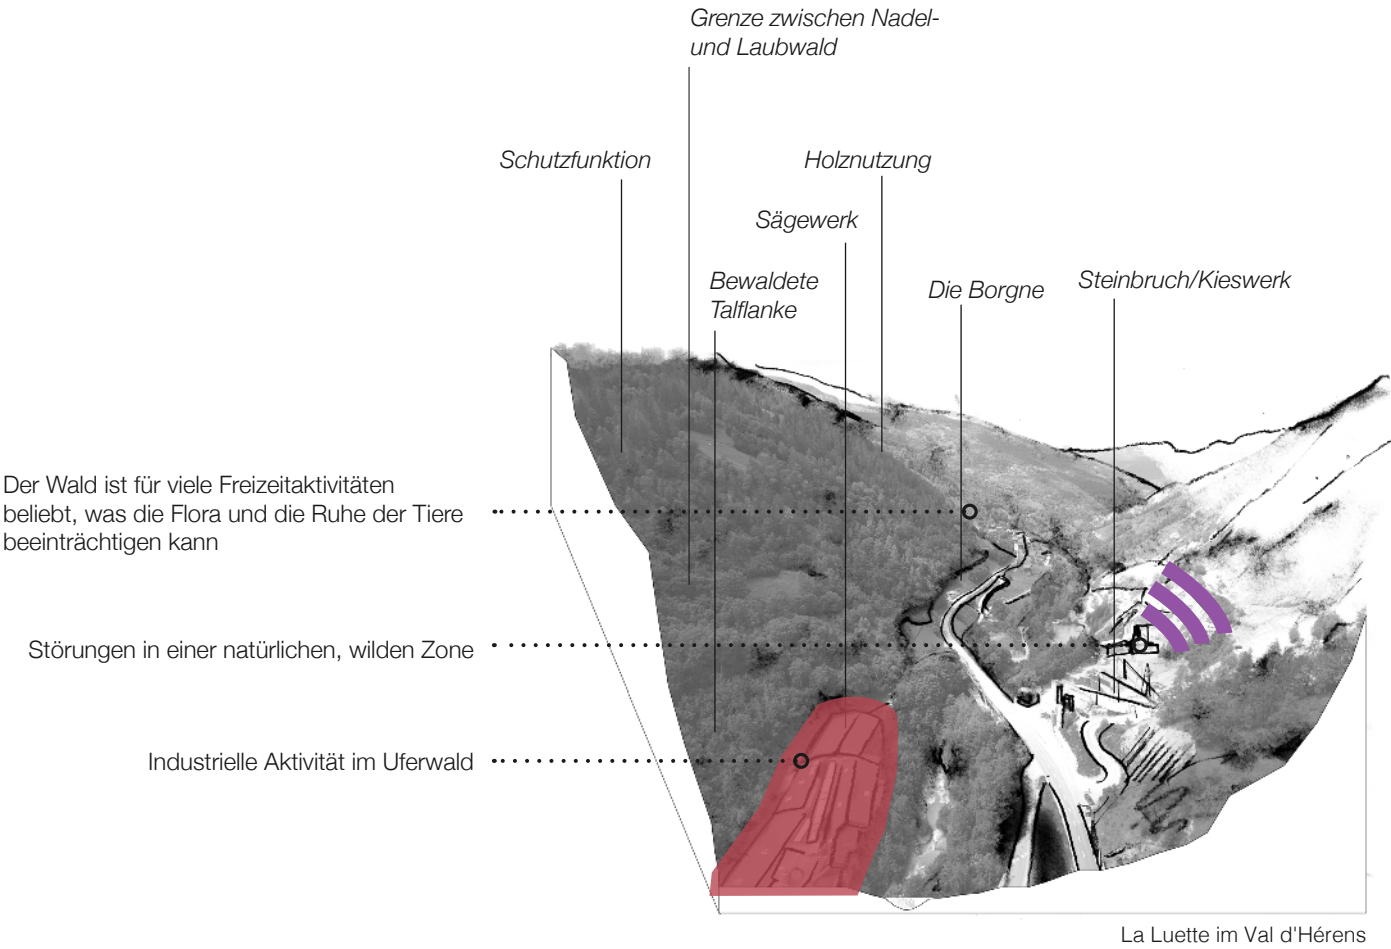 Grenze zwischen Nadel-
und Laubwald
Schutzfunktion
Holznutzung
Sägewerk
Bewaldete
Talflanke
Die Borgne
Steinbruch/Kieswerk
Der Wald ist für viele Freizeitaktivitäten
beliebt, was die Flora und die Ruhe der Tiere
beeinträchtigen kann
Störungen in einer natürlichen, wilden Zone
Industrielle Aktivität im Uferwald
La Luette im Val d'Hérens